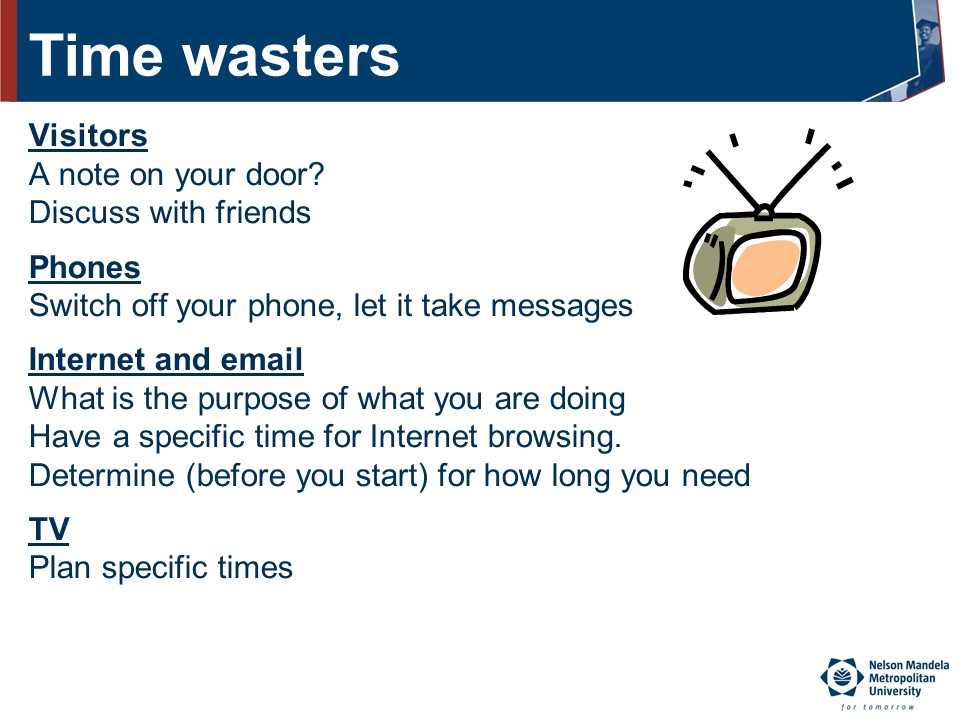 Time wasters
Visitors
A note on your door?
Discuss with friends
Phones
Switch off your phone, let it take messages
Internet and email
What is the purpose of what you are doing
Have a specific time for Internet browsing.
Determine (before you start) for how long you need
TV
Plan specific times
Nelson Mandela
Metropolitan
University
for tomorrow